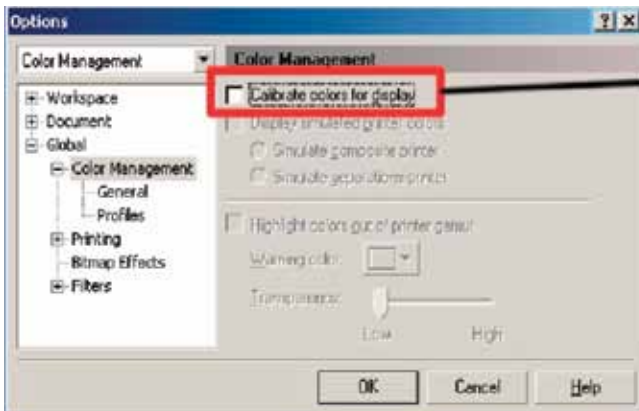 Options
Color Management
Color Management
Workspace
Document
Global
Color Management
General
Profiles
Printing
Bitmap Effects
Filters
Calibrate colors for display
Display simulated printer colors
Simulate composite printer
Simulate separations printer
Highlight colors out of printer gamut
Warning color:
Transparency:
Low
High
OK
Cancel
Help